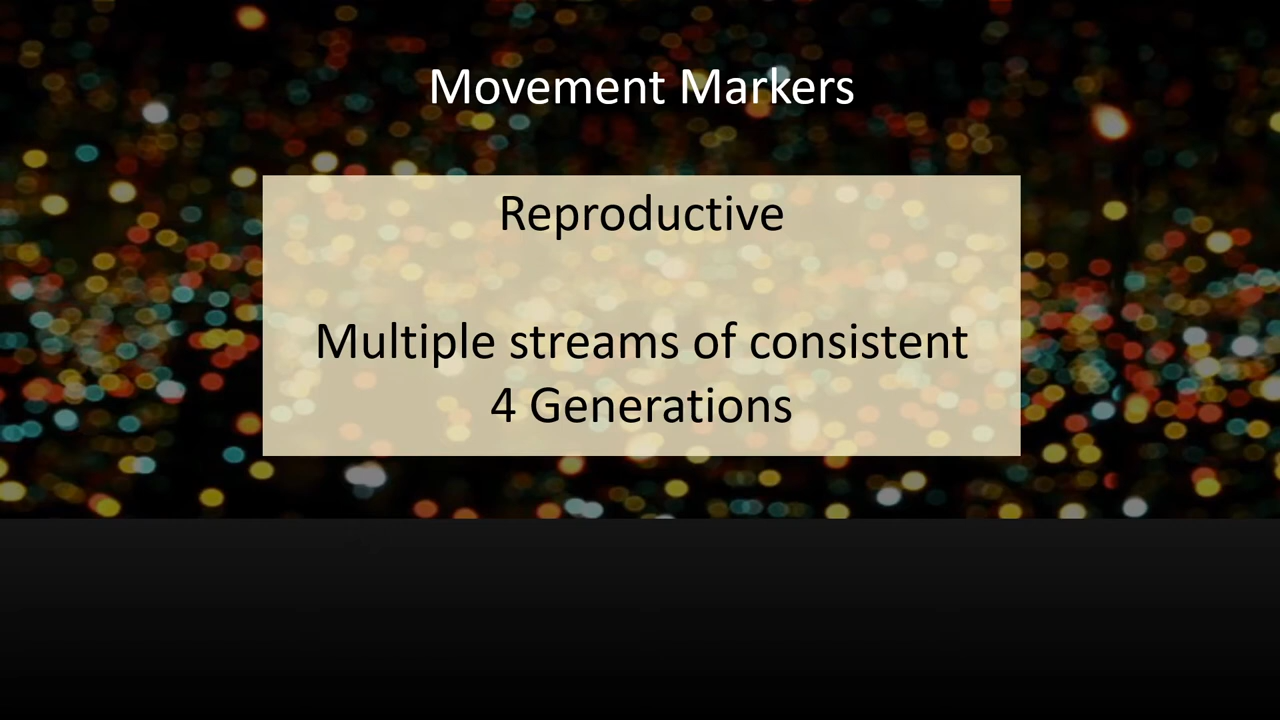 Movement Markers
Reproductive
Multiple streams of consistent
4 Generations